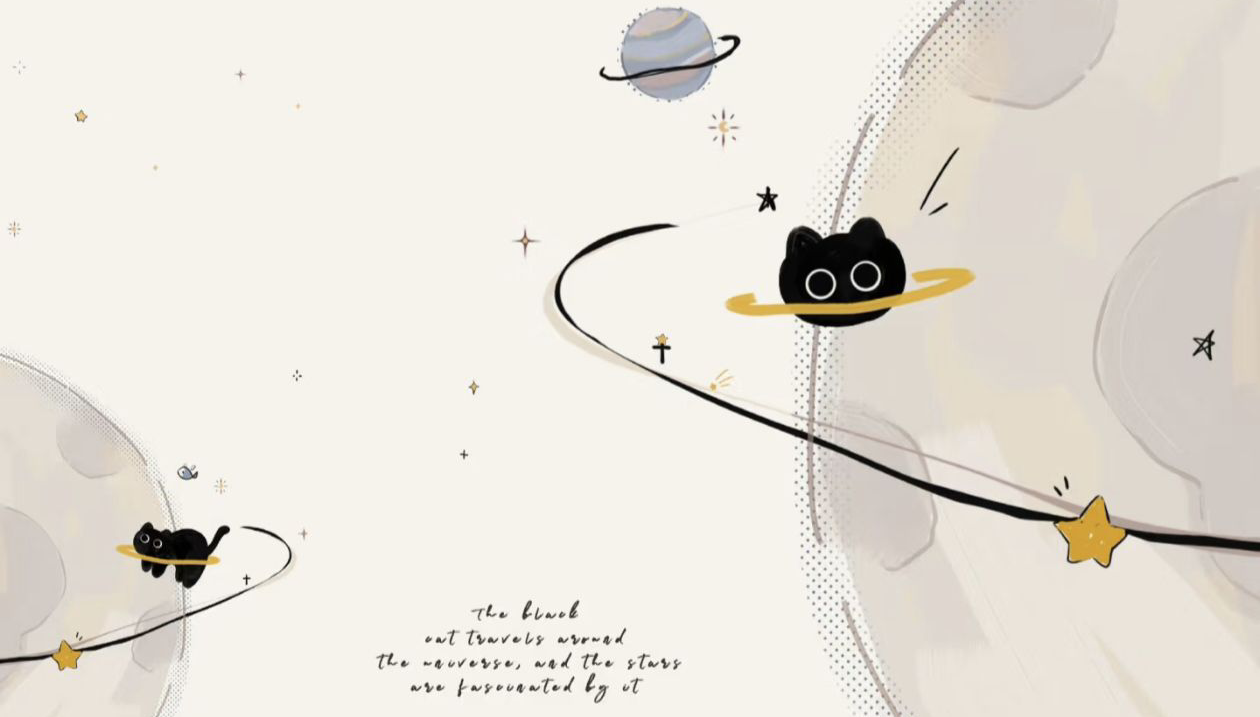 The black
cat travels around
the universe, and the stars
are fascinated by it